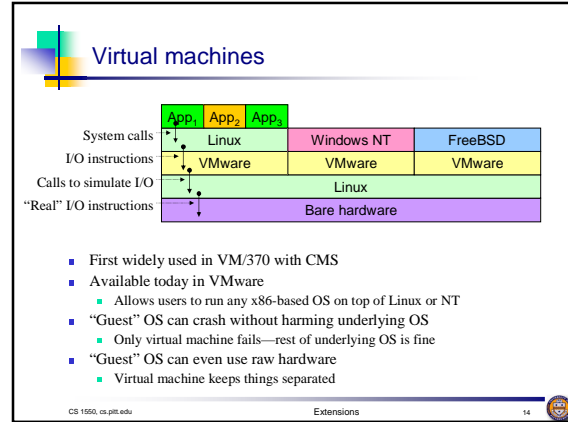 Virtual machines
App1 App2 App3
System calls
Linux Windows NT FreeBSD
I/O instructions
VMware VMware VMware
Calls to simulate I/O
Linux
“Real” I/O instructions
Bare hardware
First widely used in VM/370 with CMS
Available today in VMware
Allows users to run any x86-based OS on top of Linux or NT
“Guest” OS can crash without harming underlying OS
Only virtual machine fails—rest of underlying OS is fine
“Guest” OS can even use raw hardware
Virtual machine keeps things separated
CS 1550, cs.pitt.edu Extensions 14